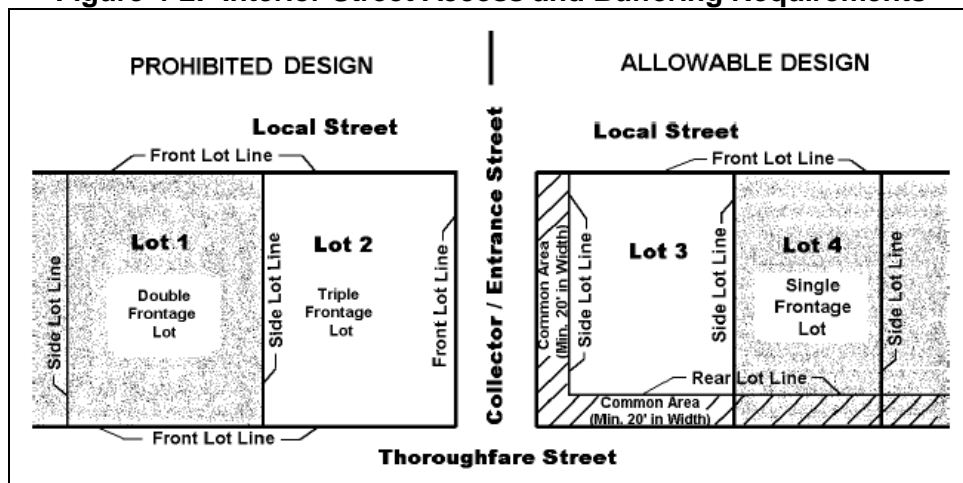 Figure 4-2: Interior Street Access and Buffering Requirements
PROHIBITED DESIGN
ALLOWABLE DESIGN
Local Street
Front Lot Line
Lot 1
Double
Frontage
Lot
Side Lot Line
Side Lot Line
Lot 2
Triple
Frontage
Lot
Front Lot Line
Front Lot Line
Collector / Entrance Street
Local Street
Front Lot Line
Common Area
(Min. 20' in Width)
Side Lot Line
Lot 3
Side Lot Line
Lot 4
Single
Frontage
Lot
Side Lot Line
Rear Lot Line
Common Area
(Min. 20' in Width)
Thoroughfare Street